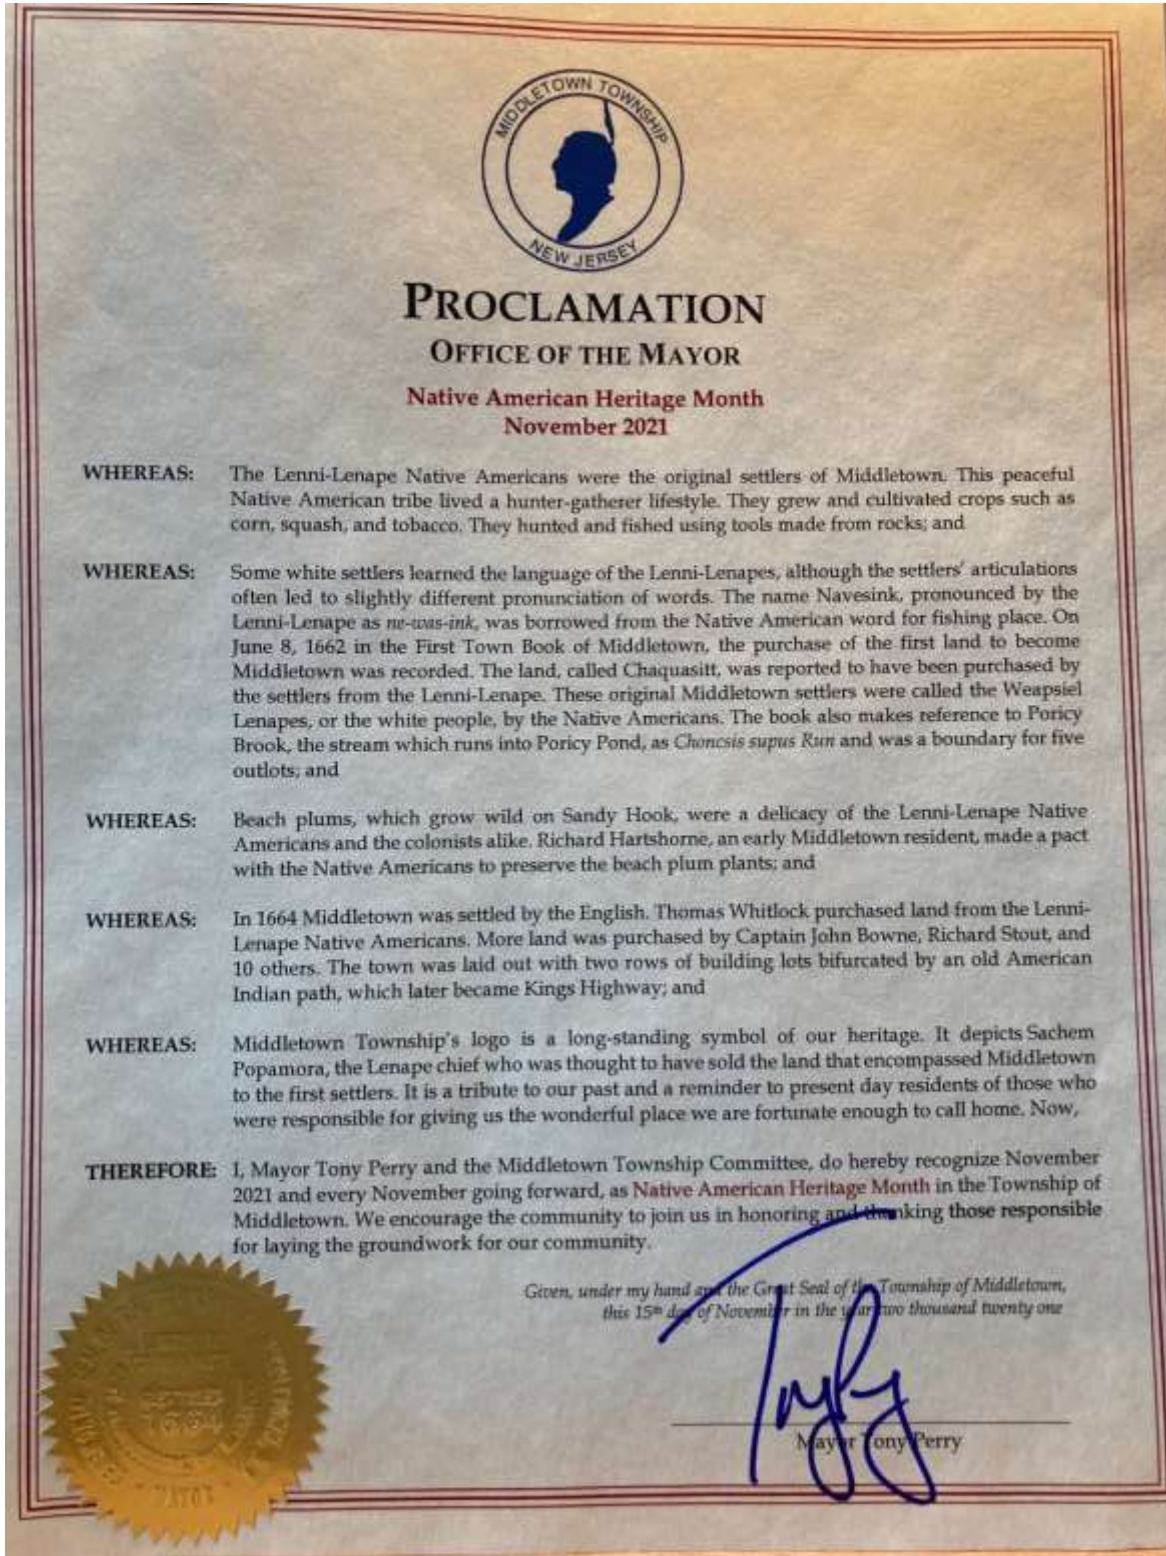 MIDDLETOWN TOWNSHIP
NEW JERSEY
PROCLAMATION
OFFICE OF THE MAYOR
Native American Heritage Month
November 2021
WHEREAS: The Lenni-Lenape Native Americans were the original settlers of Middletown. This peaceful
Native American tribe lived a hunter-gatherer lifestyle. They grew and cultivated crops such as
corn, squash, and tobacco. They hunted and fished using tools made from rocks; and
WHEREAS: Some white settlers learned the language of the Lenni-Lenapes, although the settlers' articulations
often led to slightly different pronunciation of words. The name Navesink, pronounced by the
Lenni-Lenape as ne-was-ink, was borrowed from the Native American word for fishing place. On
June 8, 1662 in the First Town Book of Middletown, the purchase of the first land to become
Middletown was recorded. The land, called Chaquasitt, was reported to have been purchased by
the settlers from the Lenni-Lenape. These original Middletown settlers were called the Weapsiel
Lenapes, or the white people, by the Native Americans. The book also makes reference to Poricy
Brook, the stream which runs into Poricy Pond, as Choncsis supus Run and was a boundary for five
outlots; and
WHEREAS: Beach plums, which grow wild on Sandy Hook, were a delicacy of the Lenni-Lenape Native
Americans and the colonists alike. Richard Hartshorne, an early Middletown resident, made a pact
with the Native Americans to preserve the beach plum plants; and
WHEREAS: In 1664 Middletown was settled by the English. Thomas Whitlock purchased land from the Lenni-
Lenape Native Americans. More land was purchased by Captain John Bowne, Richard Stout, and
10 others. The town was laid out with two rows of building lots bifurcated by an old American
Indian path, which later became Kings Highway; and
WHEREAS: Middletown Township's logo is a long-standing symbol of our heritage. It depicts Sachem
Popamora, the Lenape chief who was thought to have sold the land that encompassed Middletown
to the first settlers. It is a tribute to our past and a reminder to present day residents of those who
were responsible for giving us the wonderful place we are fortunate enough to call home. Now,
THEREFORE: I, Mayor Tony Perry and the Middletown Township Committee, do hereby recognize November
2021 and every November going forward, as Native American Heritage Month in the Township of
Middletown. We encourage the community to join us in honoring and thanking those responsible
for laying the groundwork for our community.
Given, under my hand and the Great Seal of the Township of Middletown,
this 15th day of November in the year two thousand twenty one
Mayor Tony Perry